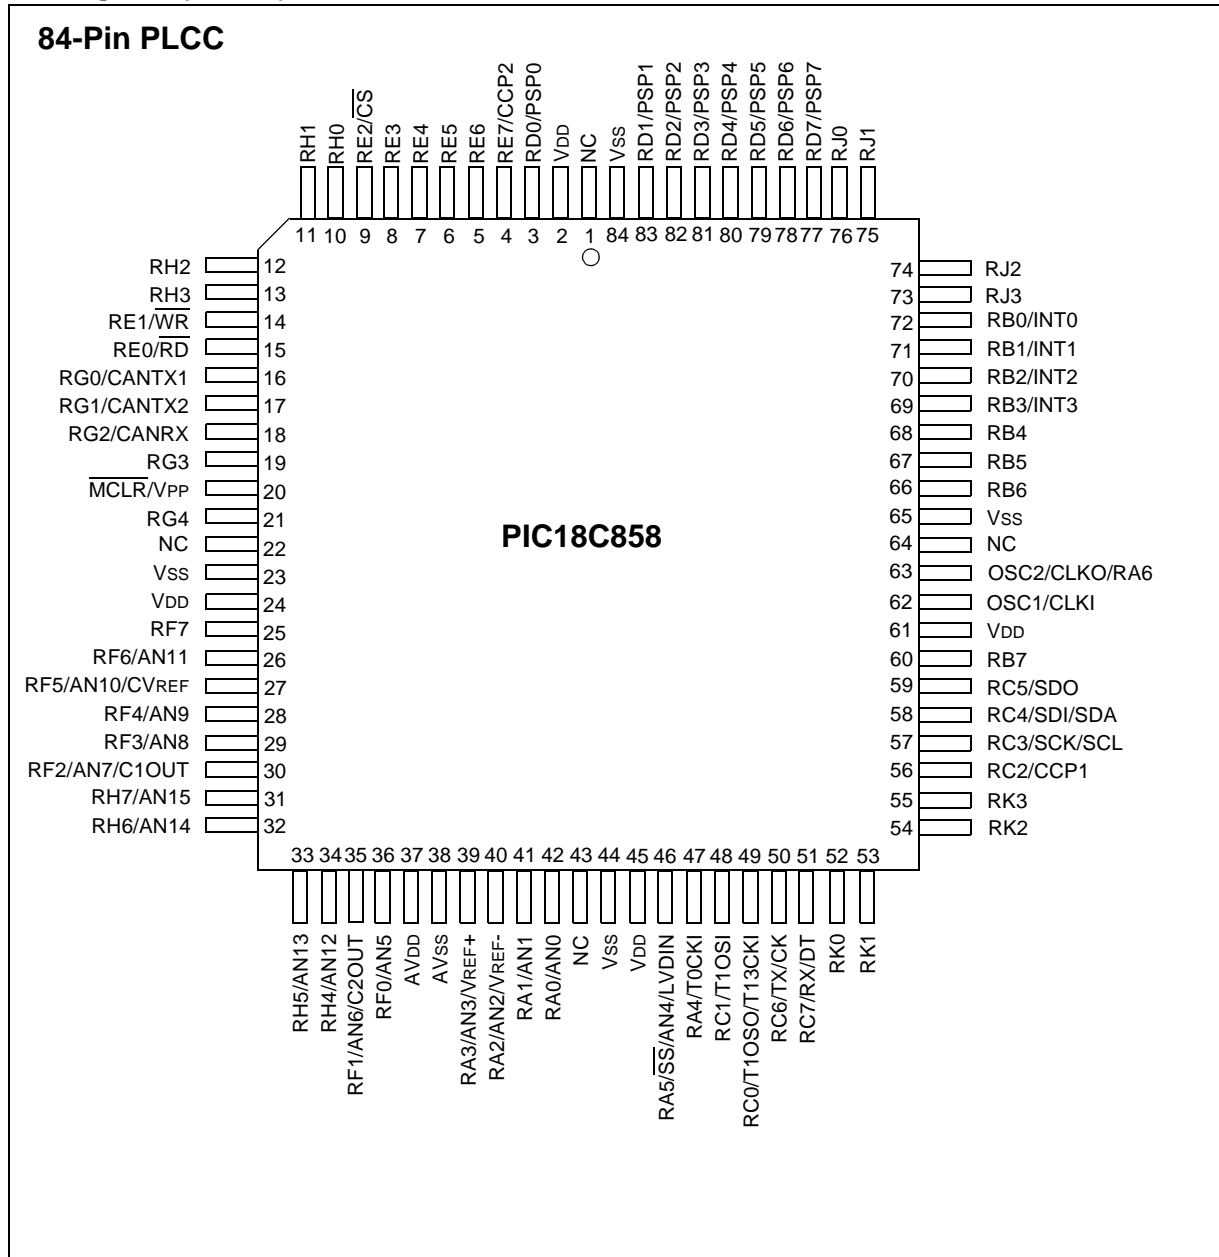 84-Pin PLCC
RH1
RH0
RE2/CS
RE3
RE4
RE5
RE6
RE7/CCP2
RD0/PSP0
VDD
NC
VSS
RD1/PSP1
RD2/PSP2
RD3/PSP3
RD4/PSP4
RD5/PSP5
RD6/PSP6
RD7/PSP7
RJ0
RJ1
11 10 9 8 7 6 5 4 3 2 1 84 83 82 81 80 79 78 77 76 75
RH2 12
RH3 13
RE1/WR 14
RE0/RD 15
RG0/CANTX1 16
RG1/CANTX2 17
RG2/CANRX 18
RG3 19
MCLR/VPP 20
RG4 21
NC 22
VSS 23
VDD 24
RF7 25
RF6/AN11 26
RF5/AN10/CVREF 27
RF4/AN9 28
RF3/AN8 29
RF2/AN7/C1OUT 30
RH7/AN15 31
RH6/AN14 32
PIC18C858
74 RJ2
73 RJ3
72 RB0/INT0
71 RB1/INT1
70 RB2/INT2
69 RB3/INT3
68 RB4
67 RB5
66 RB6
65 VSS
64 NC
63 OSC2/CLKO/RA6
62 OSC1/CLKI
61 VDD
60 RB7
59 RC5/SDO
58 RC4/SDI/SDA
57 RC3/SCK/SCL
56 RC2/CCP1
55 RK3
54 RK2
33 34 35 36 37 38 39 40 41 42 43 44 45 46 47 48 49 50 51 52 53
RH5/AN13
RH4/AN12
RF1/AN6/C2OUT
RF0/AN5
AVDD
AVSS
RA3/AN3/VREF+
RA2/AN2/VREF-
RA1/AN1
RA0/AN0
NC
VSS
VDD
RA5/SS/AN4/LVDIN
RA4/T0CKI
RC1/T1OSI
RC0/T1OSO/T13CKI
RC6/TX/CK
RC7/RX/DT
RK0
RK1